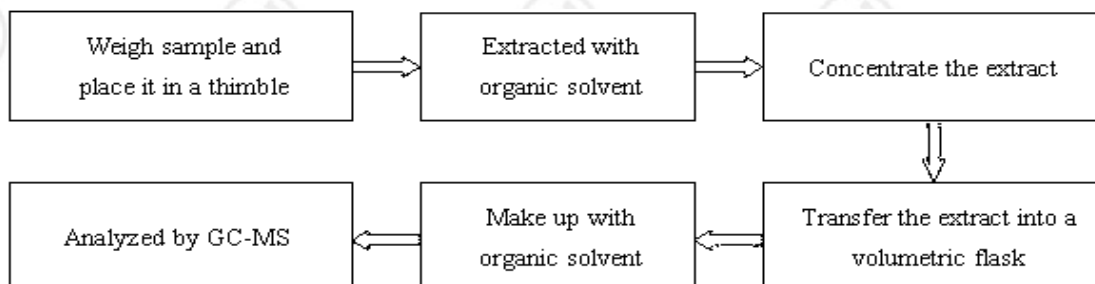 Weigh sample and
place it in a thimble
Extracted with
organic solvent
Concentrate the extract
Transfer the extract into a
volumetric flask
Make up with
organic solvent
Analyzed by GC-MS